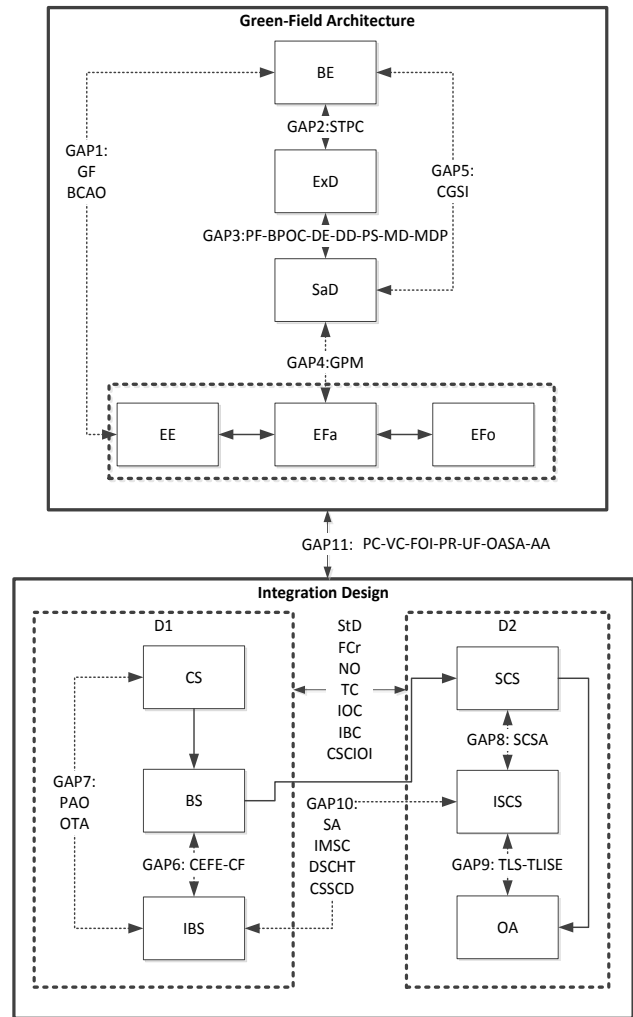 Green-Field Architecture
BE
GAP2:STPC
GAP1:
GF
BCAO
GAP5:
CGSI
ExD
GAP3:PF-BPOC-DE-DD-PS-MD-MDP
SaD
GAP4:GPM
EE
EFa
EFo
GAP11: PC-VC-FOI-PR-UF-OASA-AA
Integration Design
D1
StD
FCr
NO
TC
IOC
IBC
CSCIOI
D2
CS
SCS
GAP8: SCSA
GAP7:
PAO
OTA
BS
GAP10:
SA
IMSC
DSCHT
CSSCD
ISCS
GAP6: CEFE-CF
GAP9: TLS-TLISE
IBS
OA